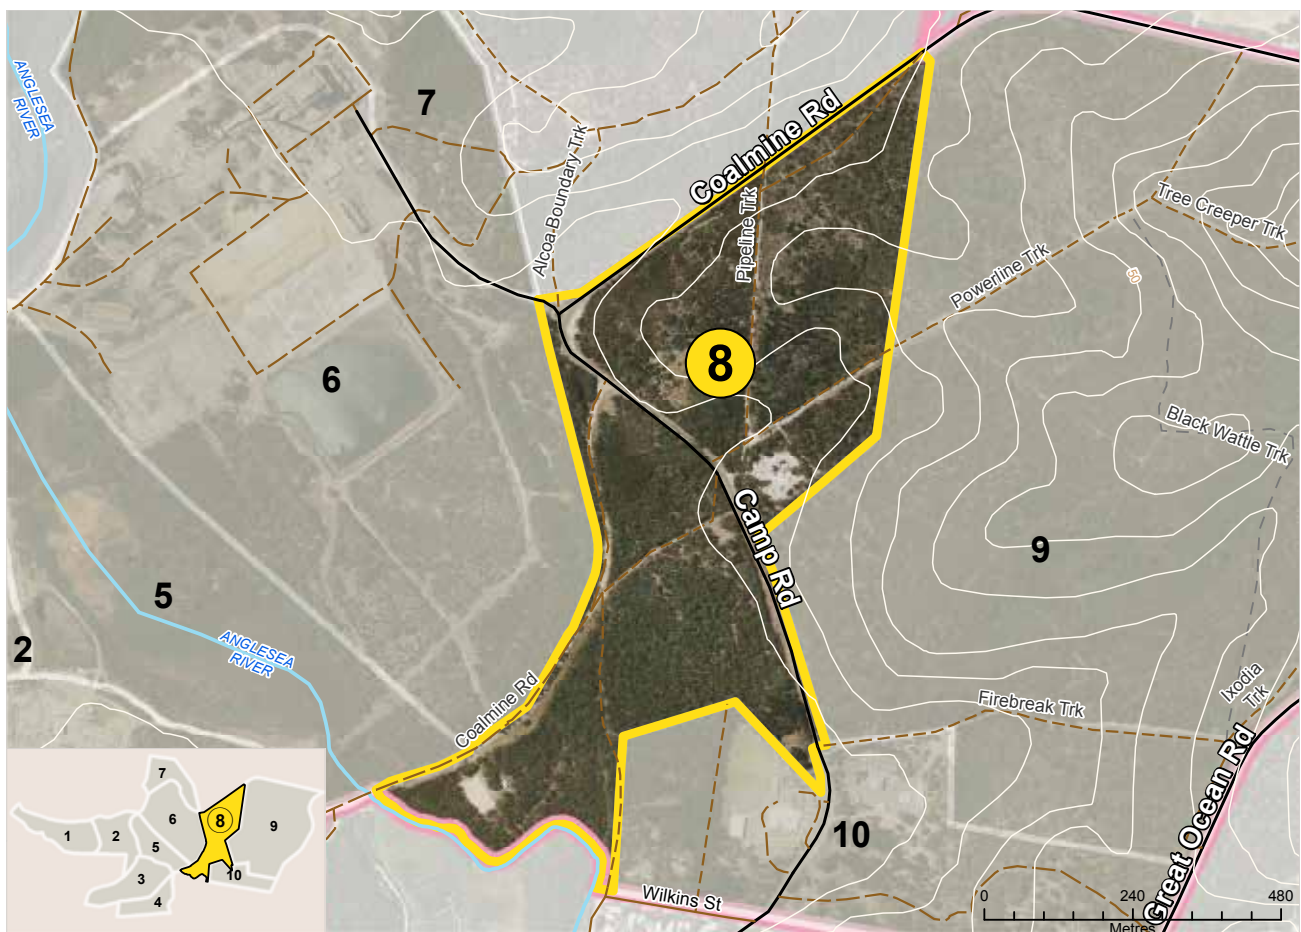 ANGLESEA
RIVER
7
Coalmine Rd
Alcoa Boundary Trk
Pipeline Trk
Tree Creeper Trk
Powerline Trk
50
8
6
Black Wattle Trk
Camp Rd
9
5
ANGLESEA
RIVER
2
Coalmine Rd
Ixodia
Trk
Firebreak Trk
Great Ocean Rd
10
Wilkins St
0
240
480
Metres
7
6
8
9
1
2
5
10
3
4